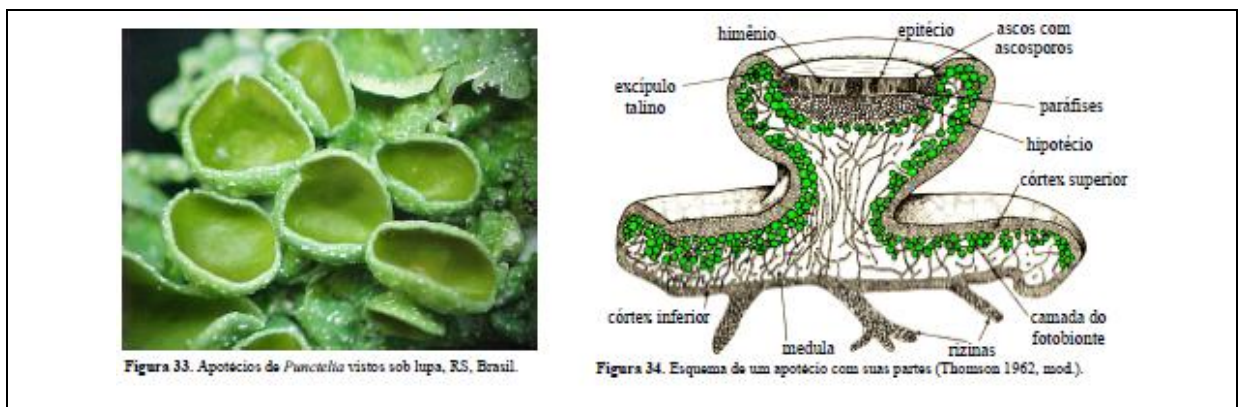 himênio
epitécio
ascos com
ascosporos
excípulo
talino
paráfises
hipotécio
córtex superior
córtex inferior
medula
rizinas
camada do
fotobionte
Figura 33. Apotécios de Punctelia vistos sob lupa, RS, Brasil.
Figura 34. Esquema de um apotécio com suas partes (Thomson 1962, mod.).